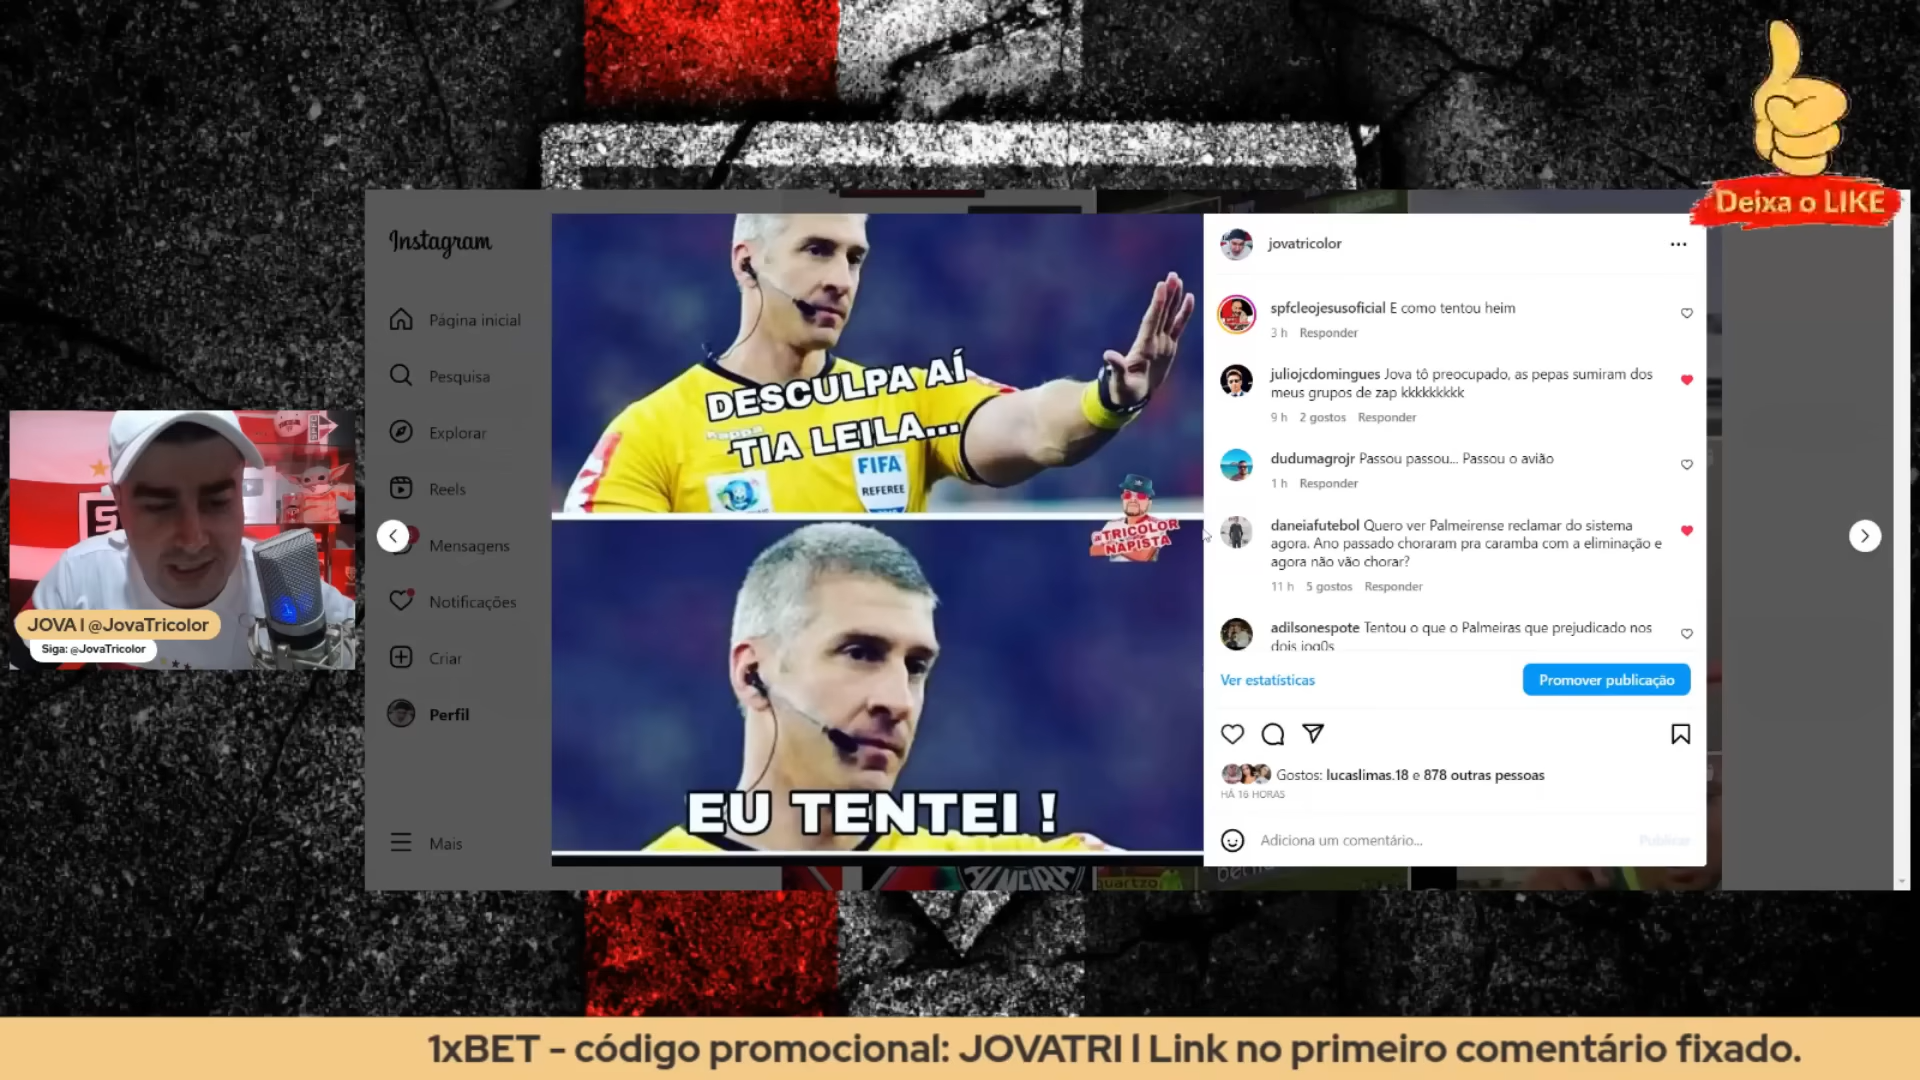 Deixa o LIKE
Instagram
Página inicial
Pesquisa
Explorar
Reels
Mensagens
Notificações
Criar
Perfil
Mais
JOVA | @JovaTricolor
Siga: @JovaTricolor
DESCULPA AÍ
TIA LEILA...
FIFA
REFEREE
@TRICOLOR
NAPISTA
EU TENTEI !
jovatricolor
spfcleojesusoficial E como tentou heim
3 h Responder
juliojcdomingues Jova tô preocupado, as pepas sumiram dos
meus grupos de zap kkkkkkkkk
9 h 2 gostos Responder
dudumagrojr Passou passou... Passou o avião
1 h Responder
daneiafutebol Quero ver Palmeirense reclamar do sistema
agora. Ano passado choraram pra caramba com a eliminação e
agora não vão chorar?
11 h 5 gostos Responder
adilsonespote Tentou o que o Palmeiras que prejudicado nos
dois jog0s
Ver estatísticas
Promover publicação
Gostos: lucaslimas.18 e 878 outras pessoas
HÁ 16 HORAS
Adiciona um comentário...
Publicar
quartzo
1xBET - código promocional: JOVATRI l Link no primeiro comentário fixado.